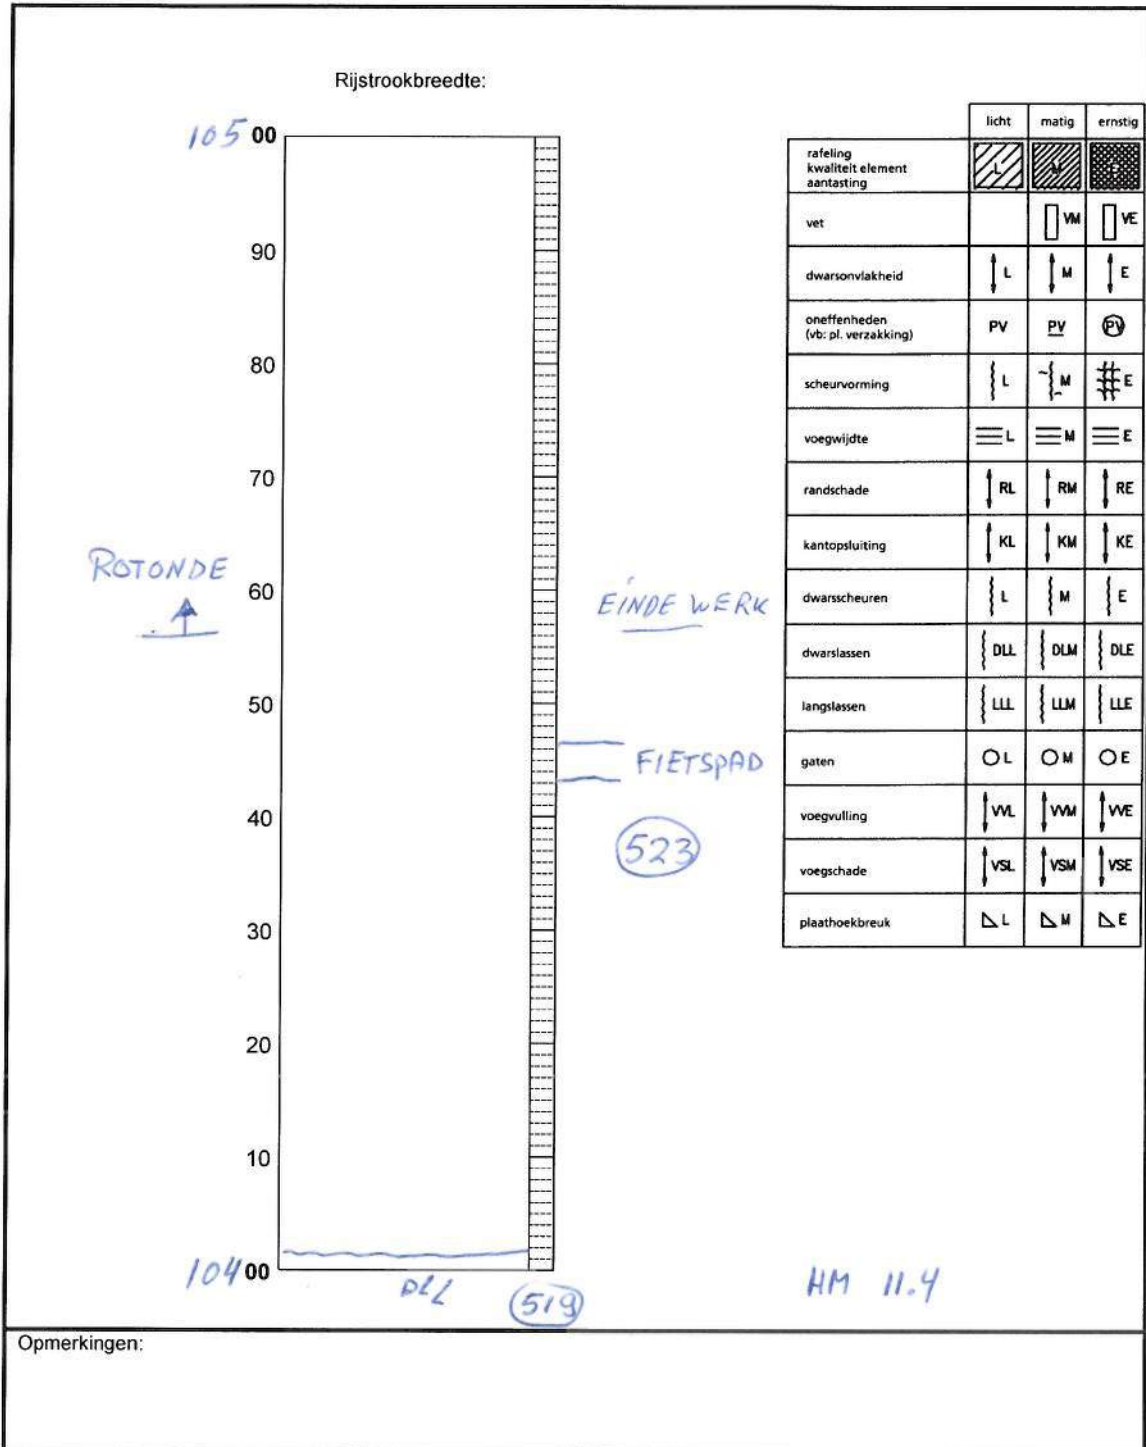 Rijstrookbreedte:
105 00
90
80
70
ROTONDE
60
EINDE WERK
50
FIETSPAD
40
523
30
20
10
104 00
DLL
519
HM 11.4
licht matig ernstig
rafeling
kwaliteit element
aantasting
L M E
vet
VM VE
dwarsonvlakheid L M E
oneffenheden
(vb: pl. verzakking)
PV PV PV
scheurvorming L M E
voegwijdte L M E
randschade RL RM RE
kantopsluiting KL KM KE
dwarsscheuren L M E
dwarslassen DLL DLM DLE
langslassen LLL LLM LLE
gaten L M E
voegvulling VVL VVM VVE
voegschade VSL VSM VSE
plaathoekbreuk L M E
Opmerkingen: